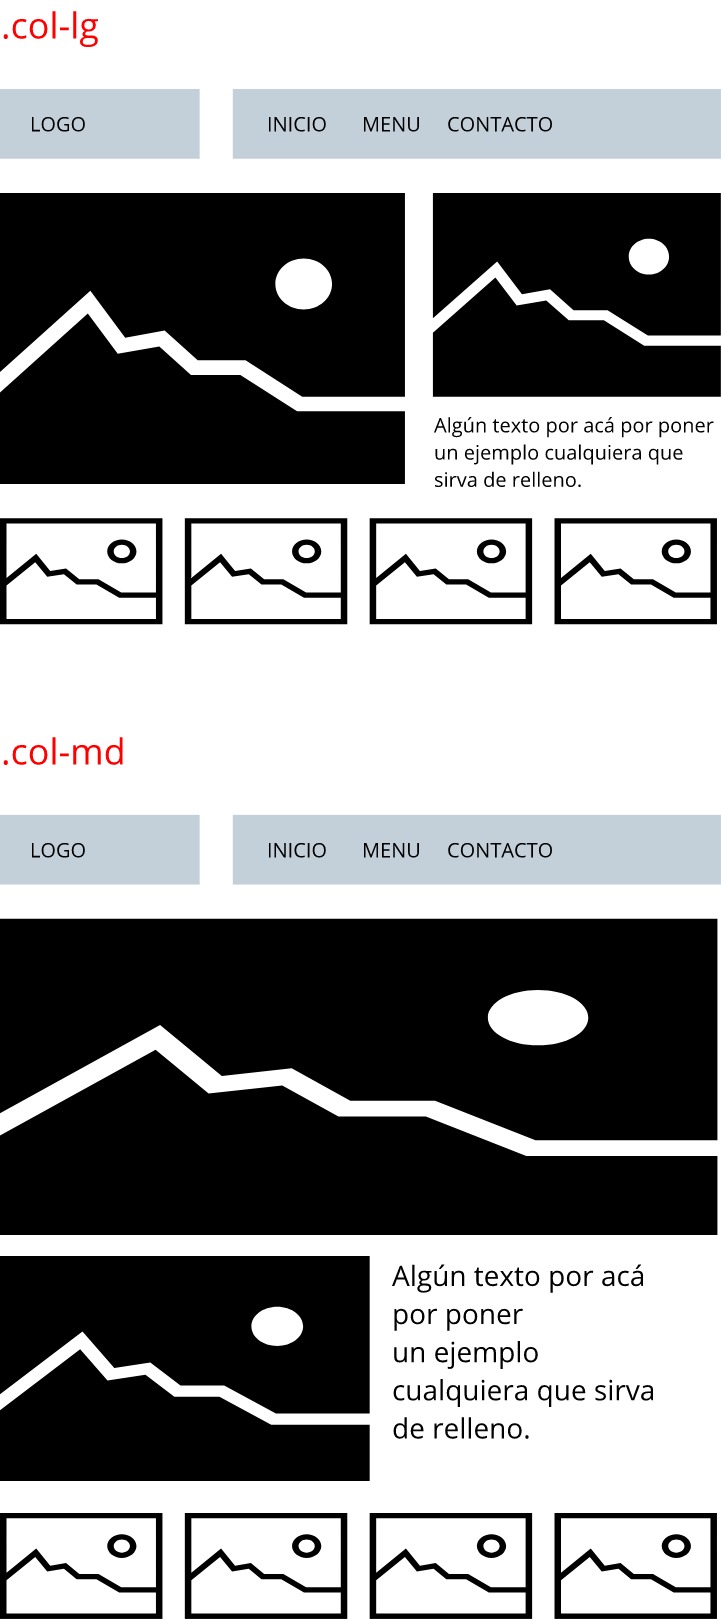 .col-lg
LOGO
INICIO MENU CONTACTO
Algún texto por acá por poner
un ejemplo cualquiera que
sirva de relleno.
.col-md
LOGO
INICIO MENU CONTACTO
Algún texto por acá
por poner
un ejemplo
cualquiera que sirva
de relleno.